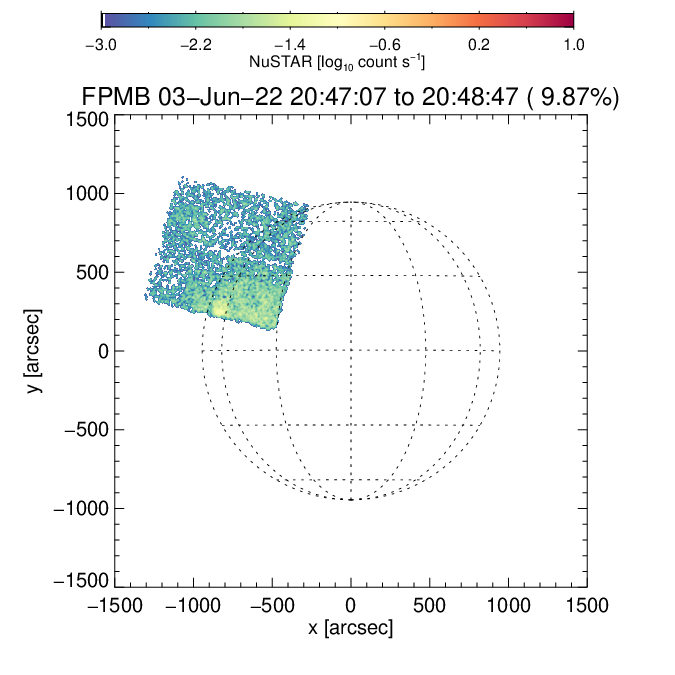 −3.0 −2.2 −1.4 −0.6 0.2 1.0
NuSTAR [log10 count s−1]
FPMB 03−Jun−22 20:47:07 to 20:48:47 ( 9.87%)
1500
1000
500
0
−500
−1000
−1500
y [arcsec]
−1500 −1000 −500 0 500 1000 1500
x [arcsec]